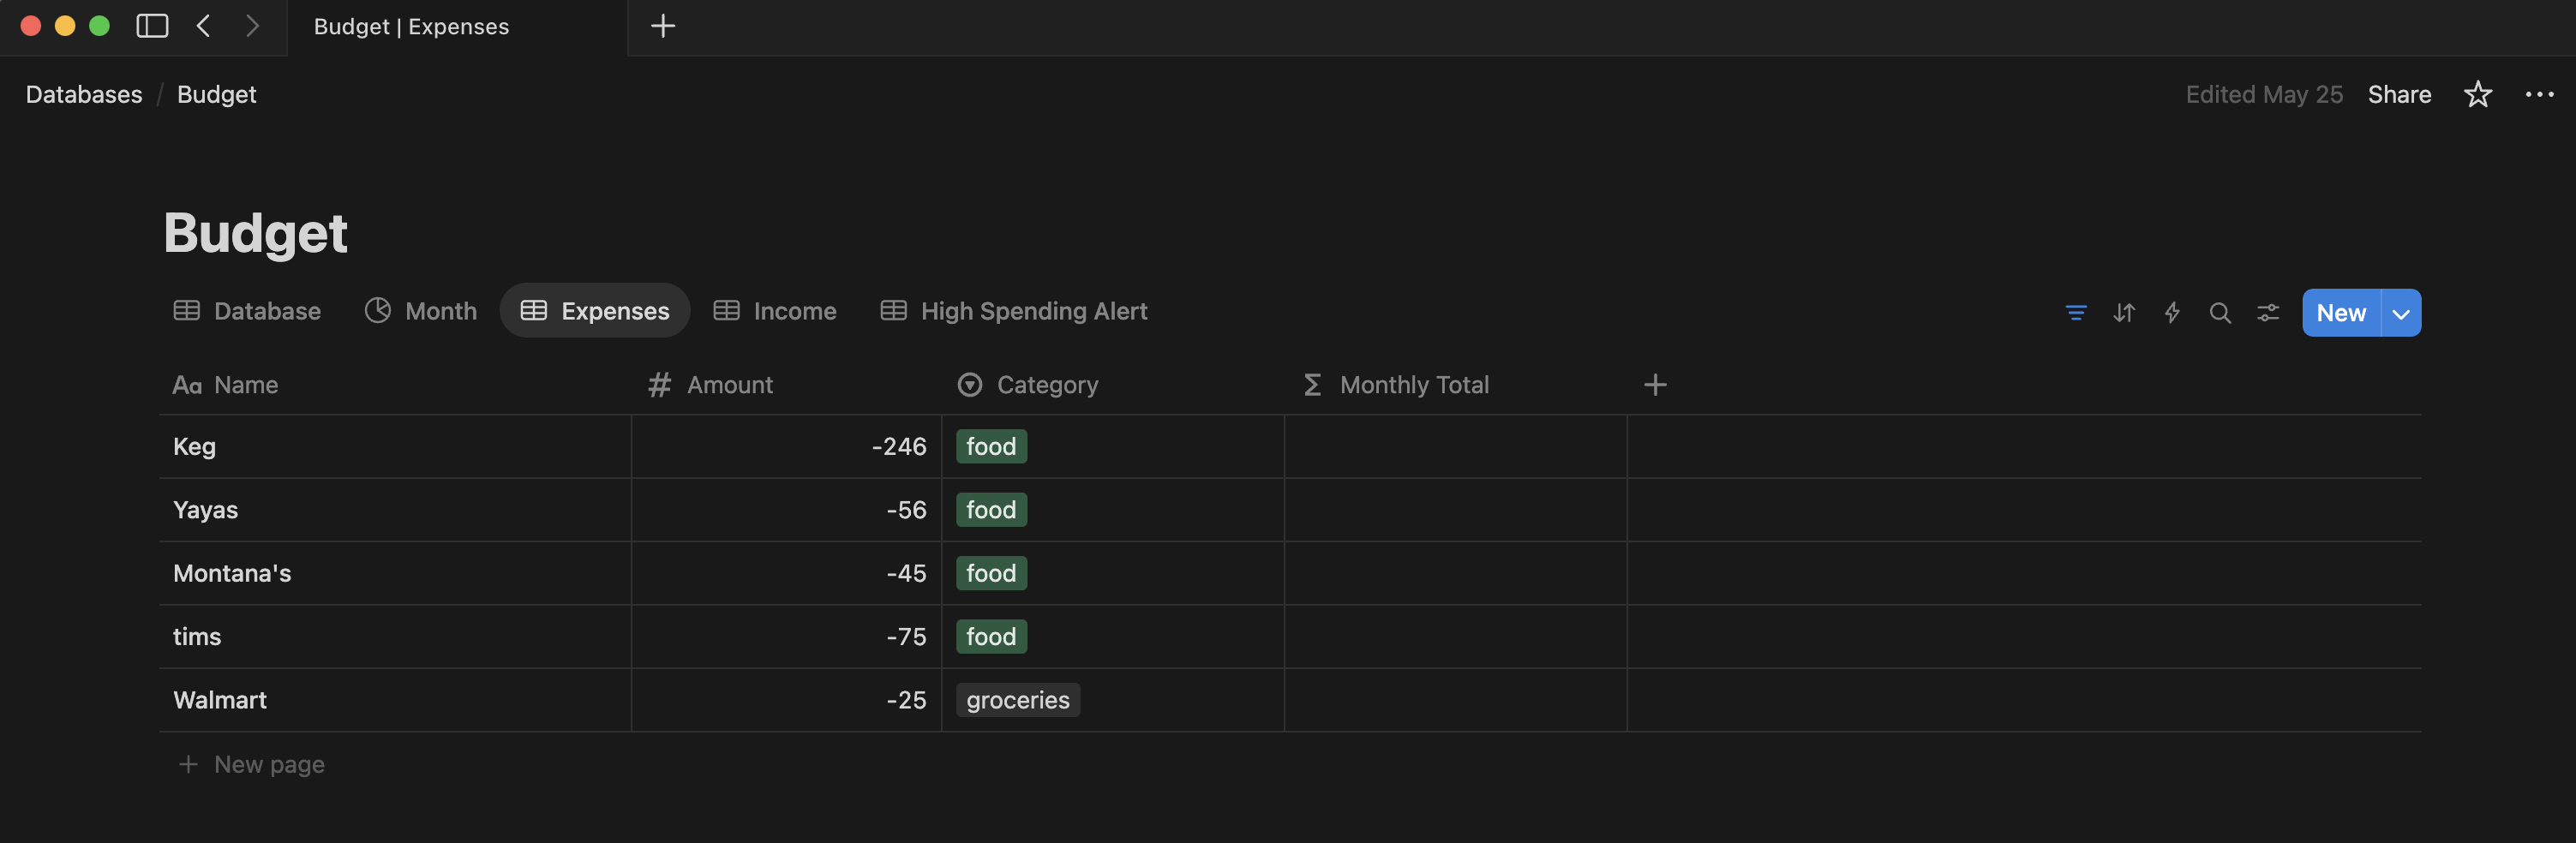 Budget | Expenses
Databases / Budget
Edited May 25 Share
Budget
Database Month Expenses Income High Spending Alert New
Aa Name # Amount Category Σ Monthly Total
Keg -246 food
Yayas -56 food
Montana's -45 food
tims -75 food
Walmart -25 groceries
+ New page